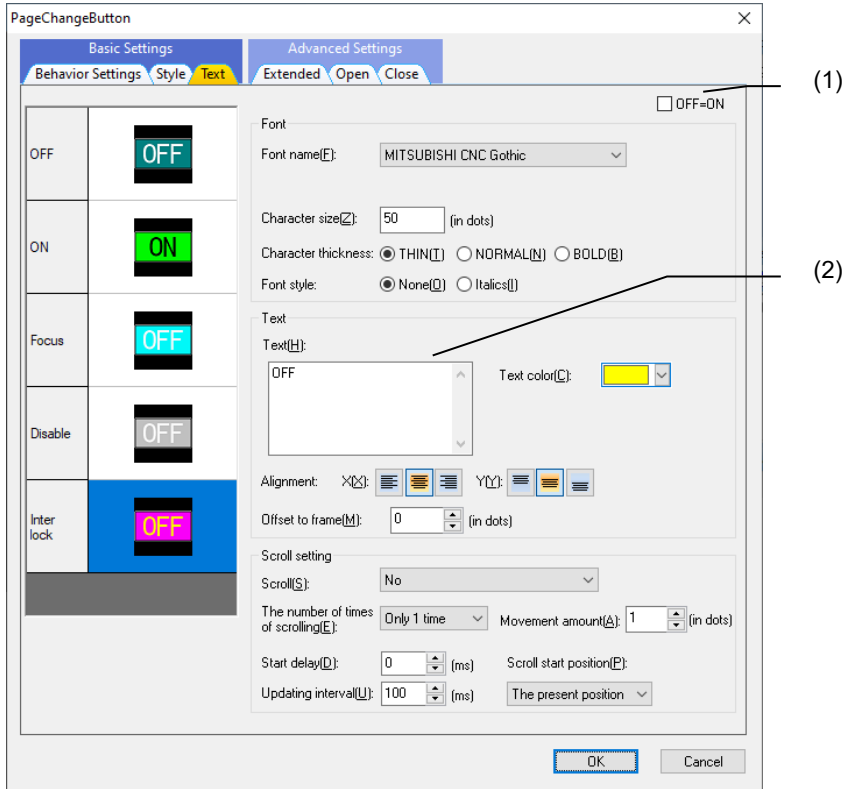 PageChangeButton
Basic Settings
Advanced Settings
Behavior Settings Style Text Extended Open Close
(1)
OFF=ON
Font
OFF OFF
Font name(F): MITSUBISHI CNC Gothic
Character size(Z): 50 (in dots)
ON ON
Character thickness: THIN(T) NORMAL(N) BOLD(B)
(2)
Font style: None(O) Italics(I)
Text
Focus OFF
Text(H):
OFF
Text color(C):
Disable OFF
Alignment: X(X): Y(Y):
Inter
lock
OFF
Offset to frame(M): 0 (in dots)
Scroll setting
Scroll(S): No
The number of times
of scrolling(E):
Only 1 time
Movement amount(A): 1 (in dots)
Start delay(D): 0 (ms)
Scroll start position(P):
Updating interval(U): 100 (ms)
The present position
OK Cancel